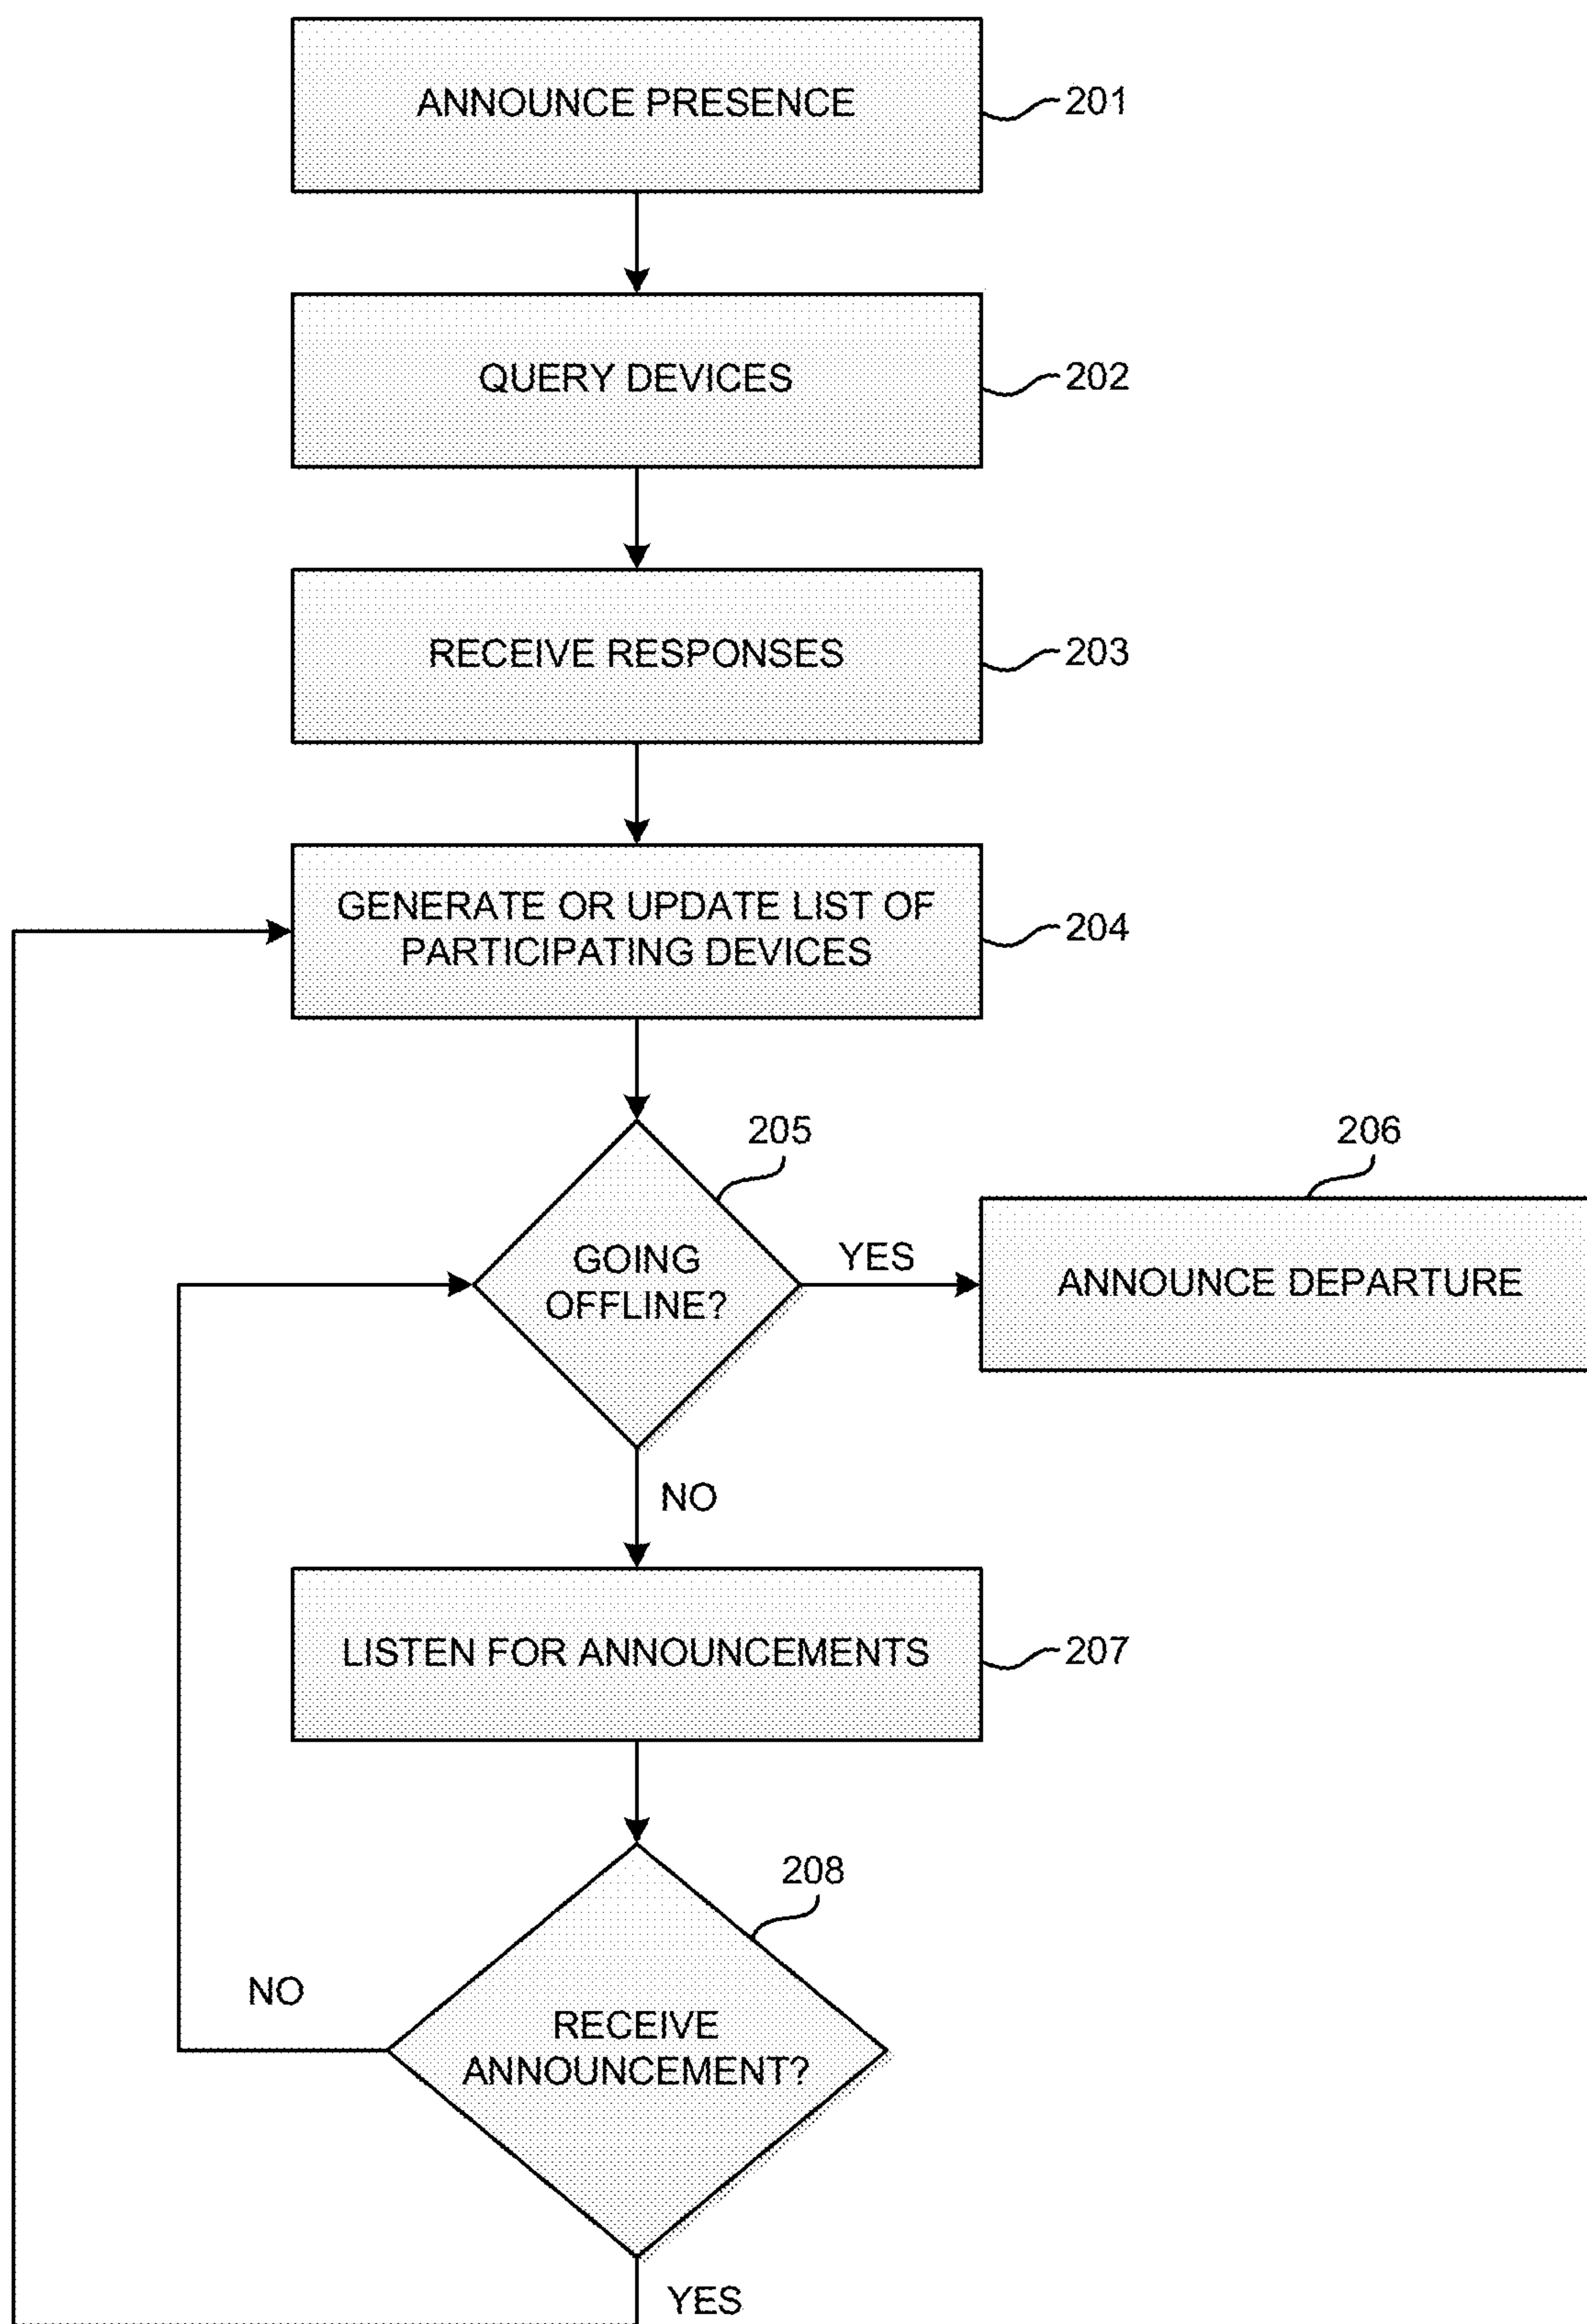 ANNOUNCE PRESENCE
201
QUERY DEVICES
202
RECEIVE RESPONSES
203
GENERATE OR UPDATE LIST OF
PARTICIPATING DEVICES
204
205
206
GOING
OFFLINE?
YES
ANNOUNCE DEPARTURE
NO
LISTEN FOR ANNOUNCEMENTS
207
208
NO
RECEIVE
ANNOUNCEMENT?
YES